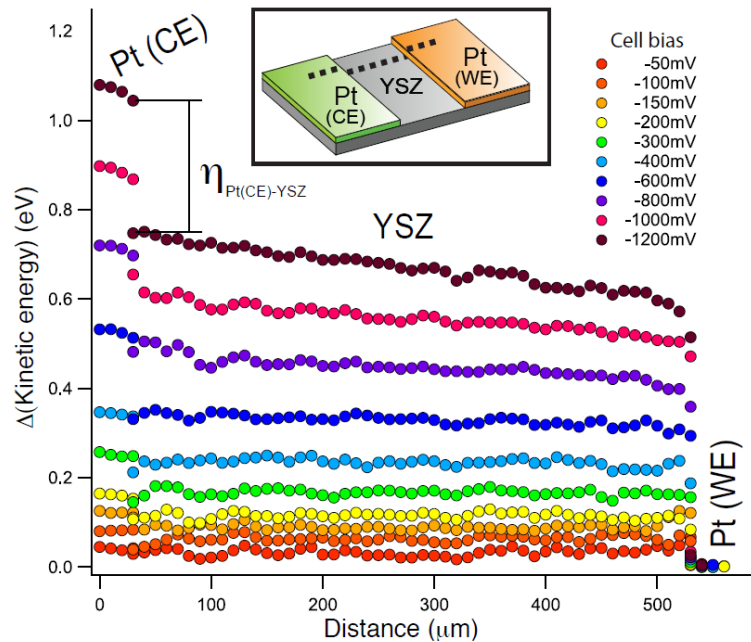 Pt (CE)
Pt
(CE)
YSZ
Pt
(WE)
Cell bias
-50mV
-100mV
-150mV
-200mV
-300mV
-400mV
-600mV
-800mV
-1000mV
-1200mV
ηPt(CE)-YSZ
YSZ
Pt (WE)
Δ(Kinetic energy) (eV)
1.2
1.0
0.8
0.6
0.4
0.2
0.0
0
100
200
300
400
500
Distance (μm)